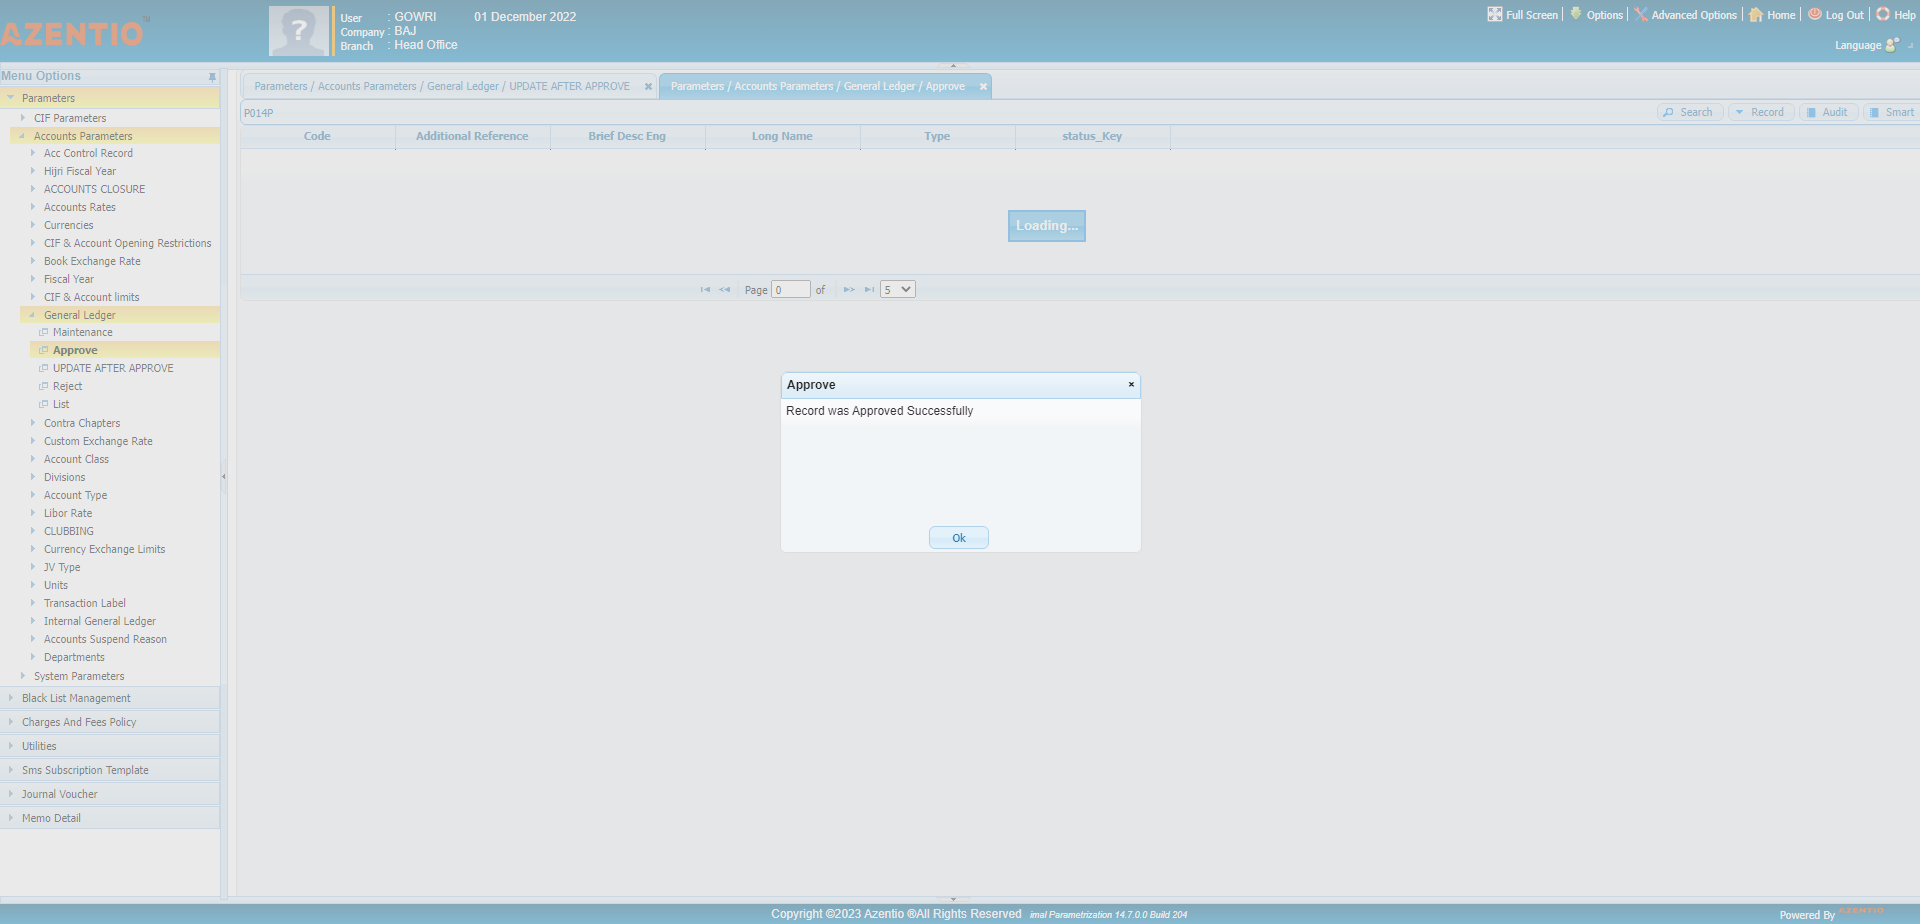 AZENTIO™
User : GOWRI 01 December 2022
Company : BAJ
Branch : Head Office
Full Screen Options Advanced Options Home Log Out Help
Language
Menu Options
Parameters
CIF Parameters
Accounts Parameters
Acc Control Record
Hijri Fiscal Year
ACCOUNTS CLOSURE
Accounts Rates
Currencies
CIF & Account Opening Restrictions
Book Exchange Rate
Fiscal Year
CIF & Account limits
General Ledger
Maintenance
Approve
UPDATE AFTER APPROVE
Reject
List
Contra Chapters
Custom Exchange Rate
Account Class
Divisions
Account Type
Libor Rate
CLUBBING
Currency Exchange Limits
JV Type
Units
Transaction Label
Internal General Ledger
Accounts Suspend Reason
Departments
System Parameters
Black List Management
Charges And Fees Policy
Utilities
Sms Subscription Template
Journal Voucher
Memo Detail
Parameters / Accounts Parameters / General Ledger / UPDATE AFTER APPROVE
Parameters / Accounts Parameters / General Ledger / Approve
P014P
Search Record Audit Smart
Code Additional Reference Brief Desc Eng Long Name Type status_Key
Loading...
Page 0 of 5
Approve
Record was Approved Successfully
Ok
Copyright ©2023 Azentio ®All Rights Reserved imal Parametrization 14.7.0.0 Build 204
Powered By AZENTIO